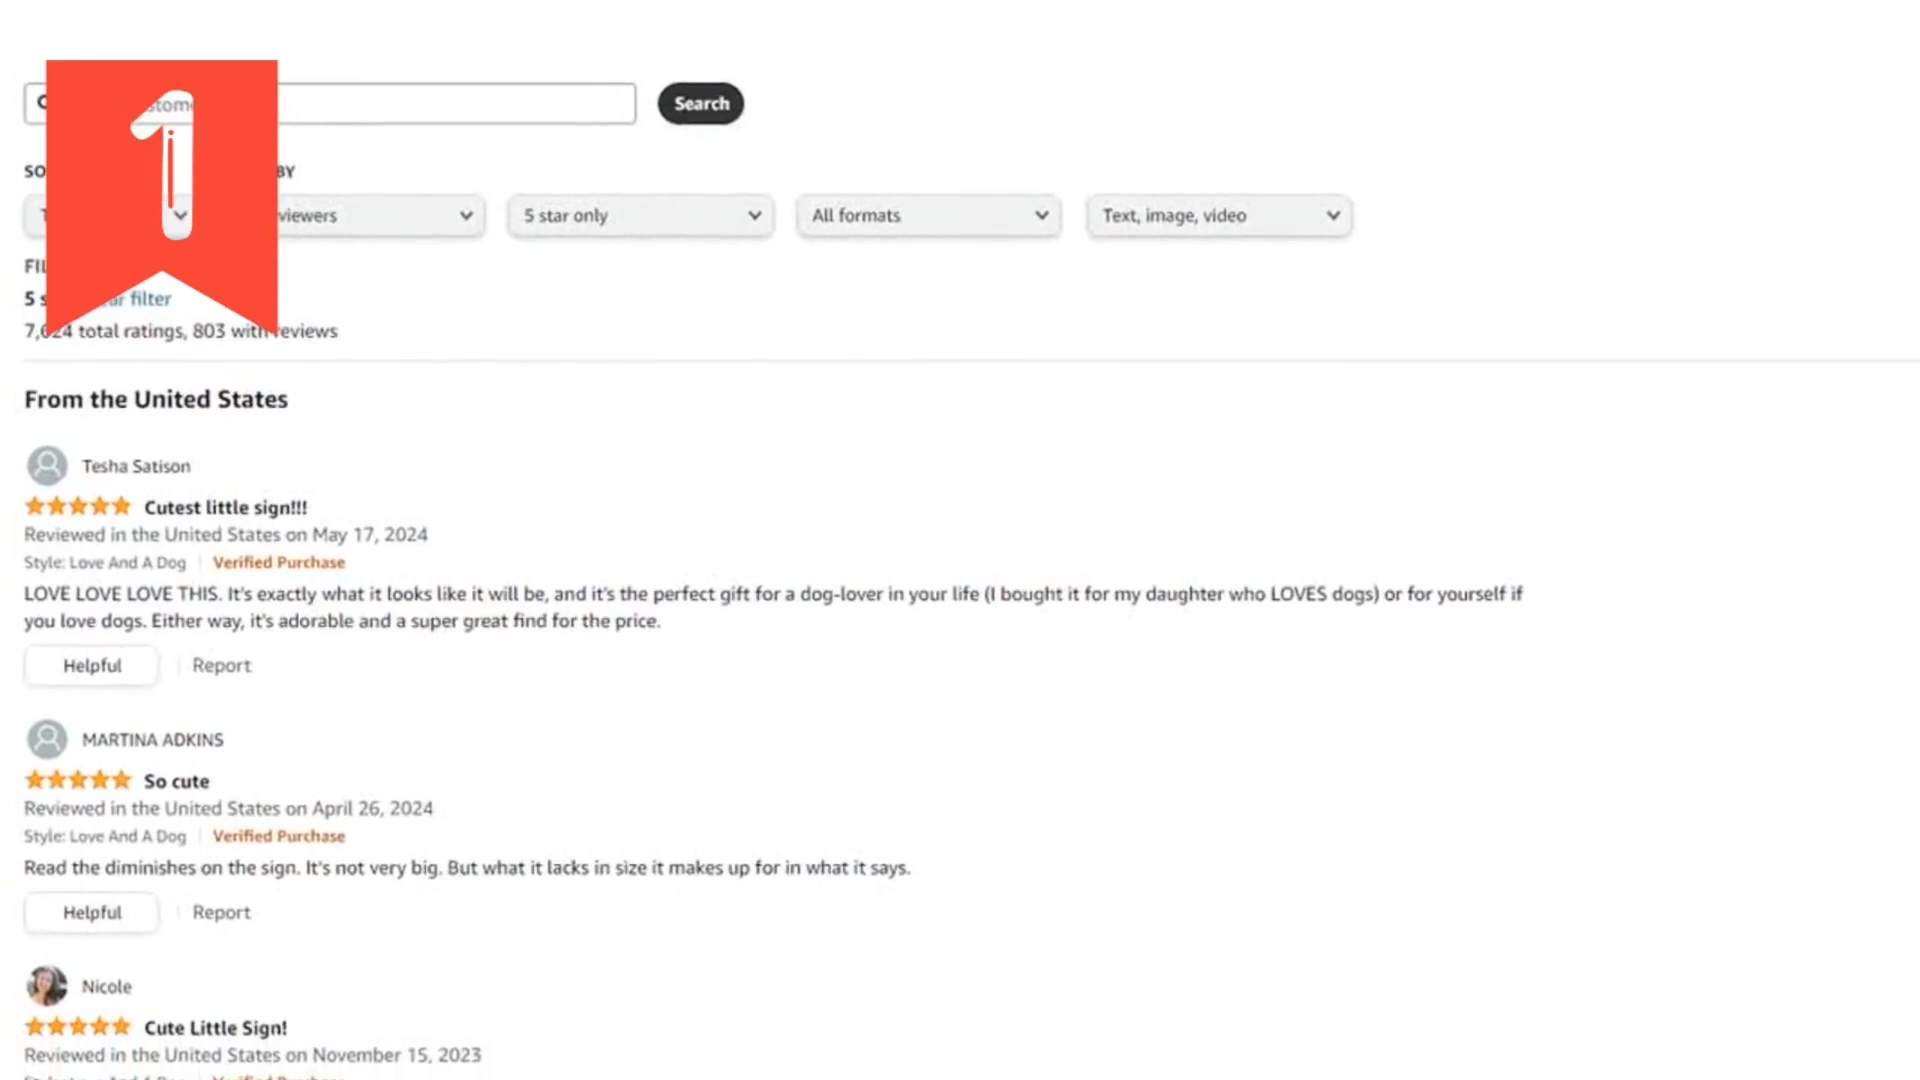 1
stom
Search
SO BY
viewers
5 star only
All formats
Text, image, video
FIL
5 s r filter
7,624 total ratings, 803 with reviews
From the United States
Tesha Satison
Cutest little sign!!!
Reviewed in the United States on May 17, 2024
Style: Love And A Dog Verified Purchase
LOVE LOVE LOVE THIS. It's exactly what it looks like it will be, and it's the perfect gift for a dog-lover in your life (I bought it for my daughter who LOVES dogs) or for yourself if
you love dogs. Either way, it's adorable and a super great find for the price.
Helpful Report
MARTINA ADKINS
So cute
Reviewed in the United States on April 26, 2024
Style: Love And A Dog Verified Purchase
Read the diminishes on the sign. It's not very big. But what it lacks in size it makes up for in what it says.
Helpful Report
Nicole
Cute Little Sign!
Reviewed in the United States on November 15, 2023